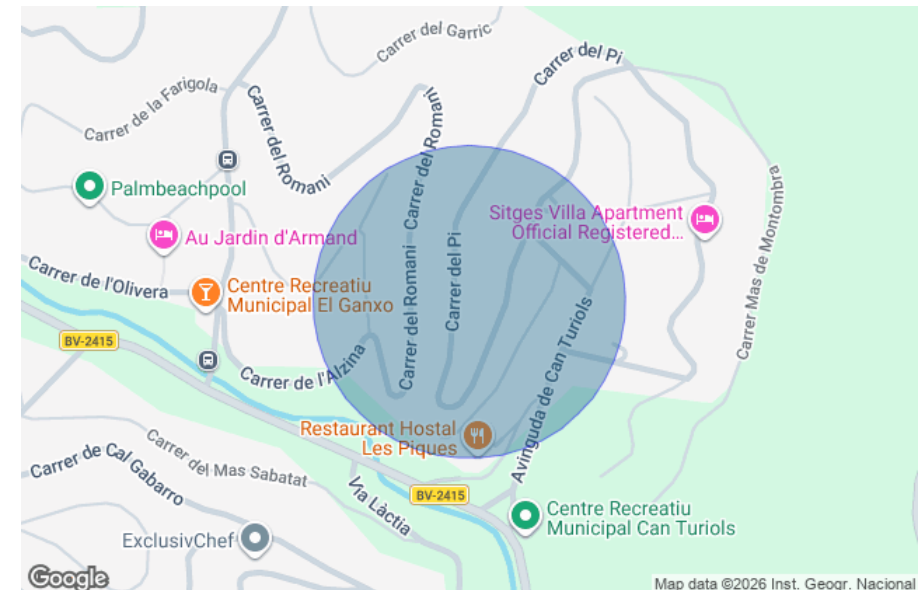 Carrer del Garric
Carrer del Pi
Carrer de la Farigola
Carrer del Romaní
Carrer del Romaní
Palmbeachpool
Au Jardin d'Armand
Sitges Villa Apartment
Official Registered...
Carrer Mas de Montombra
Carrer de l'Olivera
Centre Recreatiu
Municipal El Ganxo
Carrer del Romaní
Carrer del Pi
Avinguda de Can Turiols
BV-2415
Carrer de l'Alzina
Restaurant Hostal
Les Piques
Carrer de Cal Gabarro
Carrer del Mas Sabatat
Via Làctia
BV-2415
Centre Recreatiu
Municipal Can Turiols
ExclusivChef
Google
Map data ©2026 Inst. Geogr. Nacional